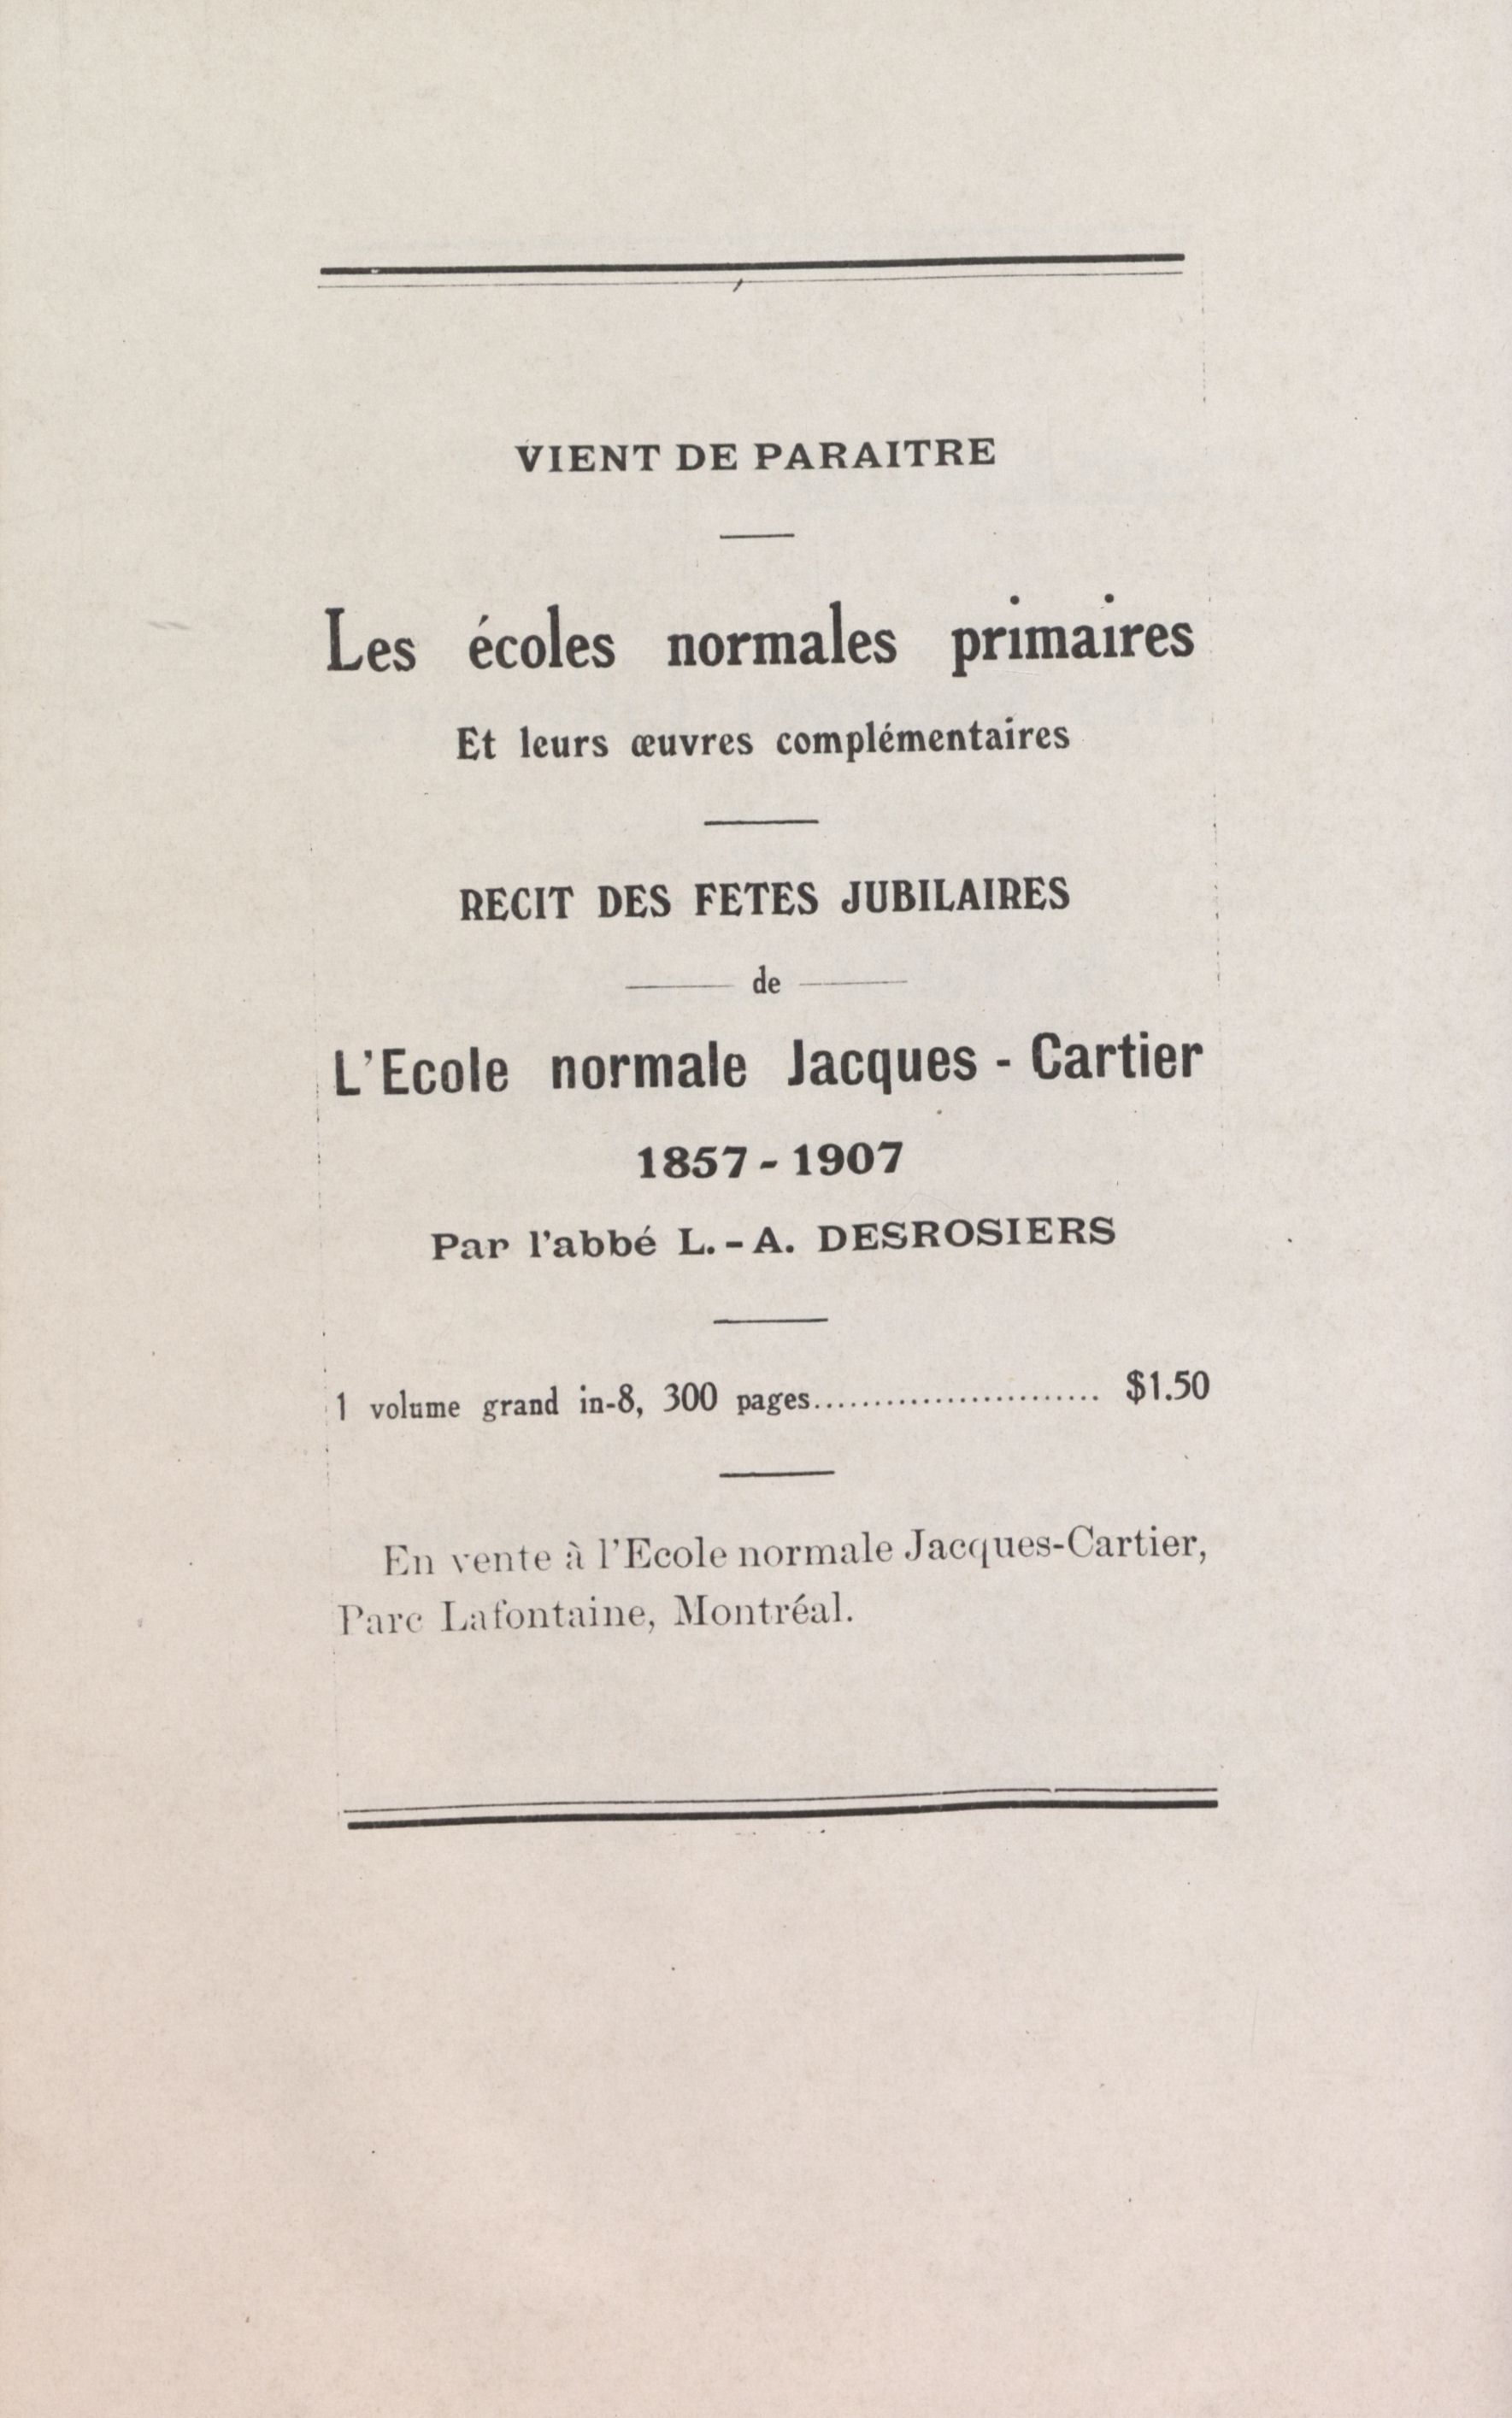 VIENT DE PARAITRE
Les écoles normales primaires
Et leurs œuvres complémentaires
RECIT DES FETES JUBILAIRES
de
L'Ecole normale Jacques - Cartier
1857 - 1907
Par l'abbé L. - A. DESROSIERS
1 volume grand in-8, 300 pages........................ $1.50
En vente à l'Ecole normale Jacques-Cartier,
Parc Lafontaine, Montréal.